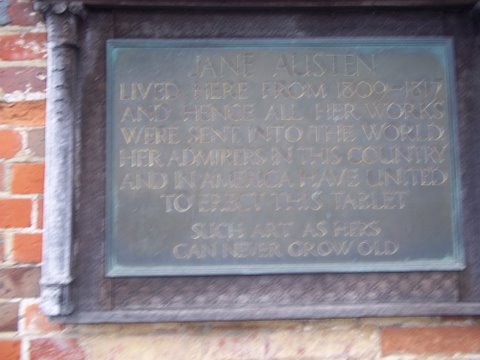 JANE AUSTEN
LIVED HERE FROM 1809–1817
AND HENCE ALL HER WORKS
WERE SENT INTO THE WORLD
HER ADMIRERS IN THIS COUNTRY
AND IN AMERICA HAVE UNITED
TO ERECT THIS TABLET
SUCH ART AS HERS
CAN NEVER GROW OLD